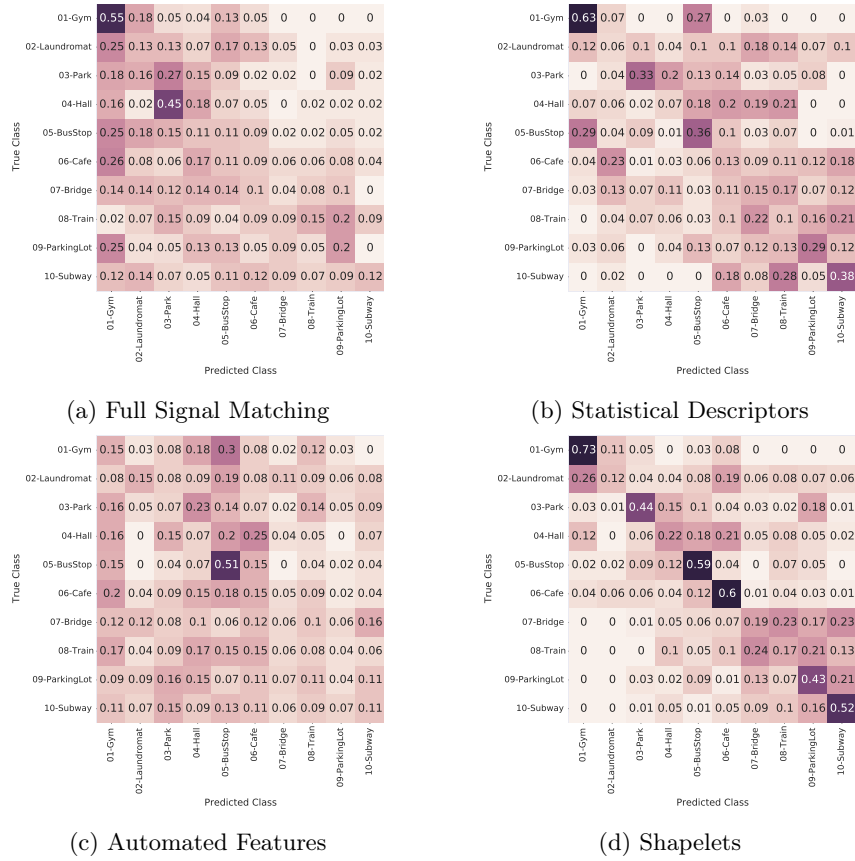 01-Gym 0.55 0.18 0.05 0.04 0.13 0.05 0 0 0 0
02-Laundromat 0.25 0.13 0.13 0.07 0.17 0.13 0.05 0 0.03 0.03
03-Park 0.18 0.16 0.27 0.15 0.09 0.02 0.02 0 0.09 0.02
04-Hall 0.16 0.02 0.45 0.18 0.07 0.05 0 0.02 0.02 0.02
05-BusStop 0.25 0.18 0.15 0.11 0.11 0.09 0.02 0.05 0.02 0.02
06-Cafe 0.26 0.08 0.06 0.17 0.11 0.09 0.06 0.06 0.08 0.04
07-Bridge 0.14 0.14 0.12 0.14 0.14 0.1 0.04 0.08 0.1 0
08-Train 0.02 0.07 0.15 0.09 0.04 0.09 0.09 0.15 0.2 0.09
09-ParkingLot 0.25 0.04 0.05 0.13 0.13 0.05 0.09 0.05 0.2 0
10-Subway 0.12 0.14 0.07 0.05 0.11 0.12 0.09 0.07 0.09 0.12
True Class
01-Gym 02-Laundromat 03-Park 04-Hall 05-BusStop 06-Cafe 07-Bridge 08-Train 09-ParkingLot 10-Subway
Predicted Class
(a) Full Signal Matching
01-Gym 0.63 0.07 0 0 0.27 0 0.03 0 0 0
02-Laundromat 0.12 0.06 0.1 0.04 0.1 0.1 0.18 0.14 0.07 0.1
03-Park 0 0.04 0.33 0.2 0.13 0.14 0.03 0.05 0.08 0
04-Hall 0.07 0.06 0.02 0.07 0.18 0.2 0.19 0.21 0 0
05-BusStop 0.29 0.04 0.09 0.01 0.36 0.1 0.03 0.07 0 0.01
06-Cafe 0.04 0.23 0.01 0.03 0.06 0.13 0.09 0.11 0.12 0.18
07-Bridge 0.03 0.13 0.07 0.11 0.03 0.11 0.15 0.17 0.07 0.12
08-Train 0 0.04 0.07 0.06 0.03 0.1 0.22 0.1 0.16 0.21
09-ParkingLot 0.03 0.06 0 0.04 0.13 0.07 0.12 0.13 0.29 0.12
10-Subway 0 0.02 0 0 0 0.18 0.08 0.28 0.05 0.38
True Class
01-Gym 02-Laundromat 03-Park 04-Hall 05-BusStop 06-Cafe 07-Bridge 08-Train 09-ParkingLot 10-Subway
Predicted Class
(b) Statistical Descriptors
01-Gym 0.15 0.03 0.08 0.18 0.3 0.08 0.02 0.12 0.03 0
02-Laundromat 0.08 0.15 0.08 0.09 0.19 0.08 0.11 0.09 0.06 0.08
03-Park 0.16 0.05 0.07 0.23 0.14 0.07 0.02 0.14 0.05 0.09
04-Hall 0.16 0 0.15 0.07 0.2 0.25 0.04 0.05 0 0.07
05-BusStop 0.15 0 0.04 0.07 0.51 0.15 0 0.04 0.02 0.02
06-Cafe 0.2 0.04 0.09 0.15 0.18 0.15 0.02 0.04 0.09 0.04
07-Bridge 0.12 0.12 0.08 0.1 0.06 0.12 0.06 0.1 0.06 0.16
08-Train 0.17 0.04 0.09 0.17 0.15 0.15 0.06 0.08 0.04 0.06
09-ParkingLot 0.09 0.09 0.16 0.15 0.07 0.11 0.07 0.11 0.04 0.11
10-Subway 0.11 0.07 0.15 0.09 0.13 0.11 0.06 0.09 0.07 0.11
True Class
01-Gym 02-Laundromat 03-Park 04-Hall 05-BusStop 06-Cafe 07-Bridge 08-Train 09-ParkingLot 10-Subway
Predicted Class
(c) Automated Features
01-Gym 0.73 0.11 0.05 0 0.03 0.08 0 0 0 0
02-Laundromat 0.26 0.12 0.04 0.04 0.08 0.19 0.06 0.08 0.07 0.06
03-Park 0.03 0.01 0.44 0.15 0.1 0.04 0.03 0.02 0.18 0.01
04-Hall 0.12 0 0.06 0.22 0.18 0.21 0.05 0.08 0.05 0.02
05-BusStop 0.02 0.03 0.09 0.12 0.59 0.04 0 0.07 0.05 0
06-Cafe 0.04 0.06 0.06 0.04 0.12 0.6 0.01 0.04 0.03 0.01
07-Bridge 0 0 0.01 0.05 0.06 0.07 0.19 0.23 0.17 0.23
08-Train 0 0 0 0.1 0.05 0.1 0.24 0.17 0.21 0.13
09-ParkingLot 0 0 0.03 0.02 0.09 0.01 0.13 0.07 0.43 0.21
10-Subway 0 0 0.01 0.05 0.01 0.05 0.09 0.1 0.16 0.52
True Class
01-Gym 02-Laundromat 03-Park 04-Hall 05-BusStop 06-Cafe 07-Bridge 08-Train 09-ParkingLot 10-Subway
Predicted Class
(d) Shapelets